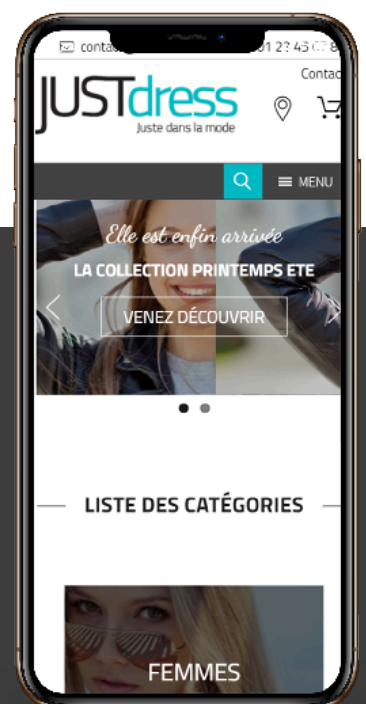 JUSTdress
Juste dans la mode
MENU
Elle est enfin arrivée
LA COLLECTION PRINTEMPS ETE
VENEZ DÉCOUVRIR
LISTE DES CATÉGORIES
FEMMES